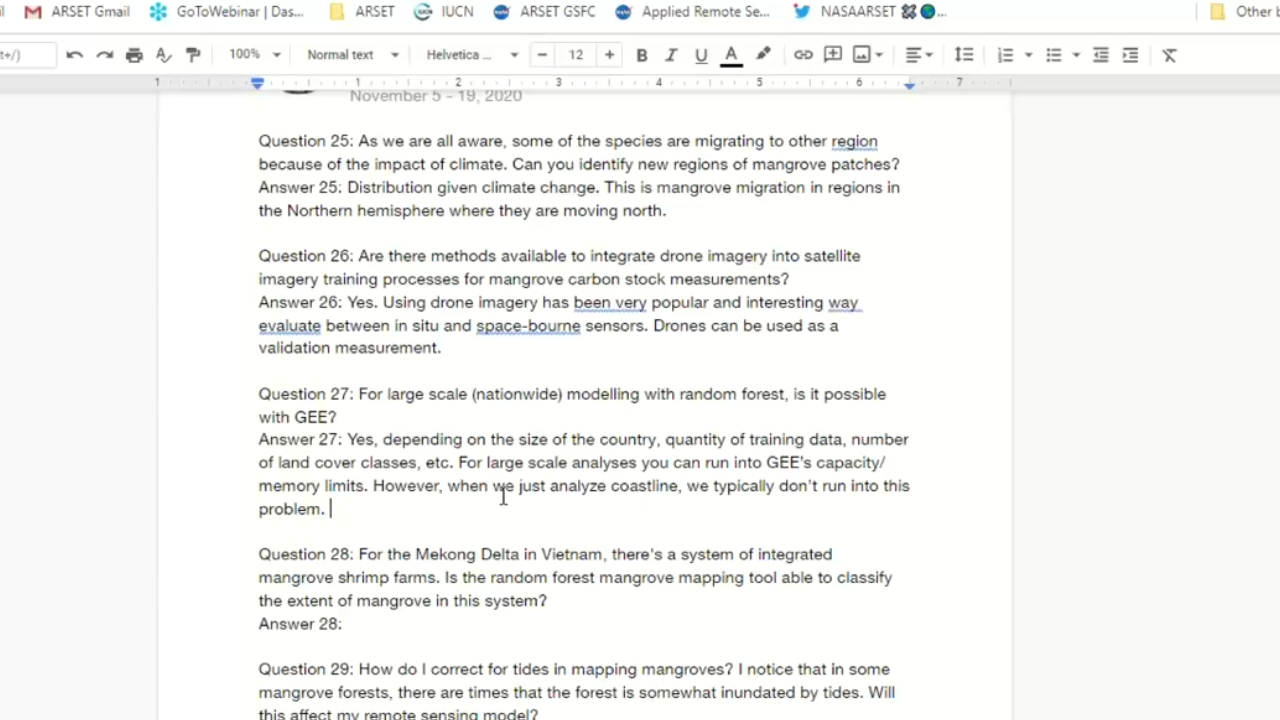 il ARSET Gmail GoToWebinar | Das... ARSET IUCN ARSET GSFC Applied Remote Se... NASAARSET ... Other b
t+/) 100% Normal text Helvetica ... − 12 + B I U A
1 1 2 3 4 5 6 7
November 5 - 19, 2020
Question 25: As we are all aware, some of the species are migrating to other region
because of the impact of climate. Can you identify new regions of mangrove patches?
Answer 25: Distribution given climate change. This is mangrove migration in regions in
the Northern hemisphere where they are moving north.
Question 26: Are there methods available to integrate drone imagery into satellite
imagery training processes for mangrove carbon stock measurements?
Answer 26: Yes. Using drone imagery has been very popular and interesting way
evaluate between in situ and space-bourne sensors. Drones can be used as a
validation measurement.
Question 27: For large scale (nationwide) modelling with random forest, is it possible
with GEE?
Answer 27: Yes, depending on the size of the country, quantity of training data, number
of land cover classes, etc. For large scale analyses you can run into GEE's capacity/
memory limits. However, when we just analyze coastline, we typically don't run into this
problem.
Question 28: For the Mekong Delta in Vietnam, there's a system of integrated
mangrove shrimp farms. Is the random forest mangrove mapping tool able to classify
the extent of mangrove in this system?
Answer 28:
Question 29: How do I correct for tides in mapping mangroves? I notice that in some
mangrove forests, there are times that the forest is somewhat inundated by tides. Will
this affect my remote sensing model?